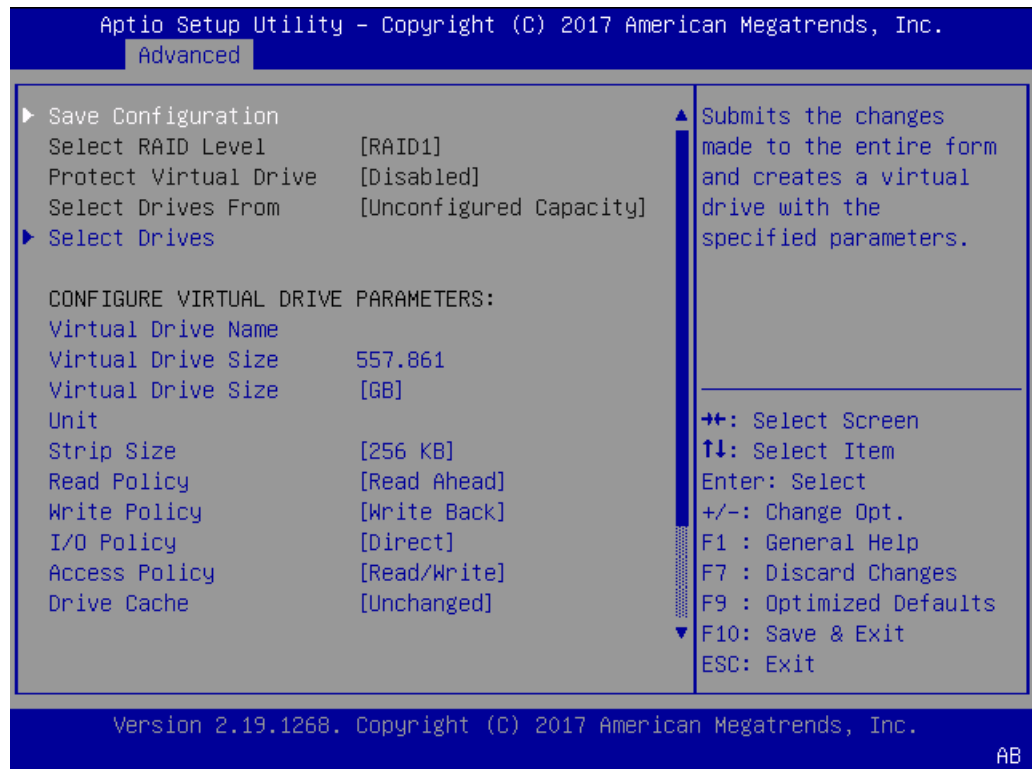 Aptio Setup Utility – Copyright (C) 2017 American Megatrends, Inc.
Advanced
Save Configuration
Select RAID Level [RAID1]
Protect Virtual Drive [Disabled]
Select Drives From [Unconfigured Capacity]
Select Drives
CONFIGURE VIRTUAL DRIVE PARAMETERS:
Virtual Drive Name
Virtual Drive Size 557.861
Virtual Drive Size [GB]
Unit
Strip Size [256 KB]
Read Policy [Read Ahead]
Write Policy [Write Back]
I/O Policy [Direct]
Access Policy [Read/Write]
Drive Cache [Unchanged]
Submits the changes
made to the entire form
and creates a virtual
drive with the
specified parameters.
→←: Select Screen
↑↓: Select Item
Enter: Select
+/-: Change Opt.
F1 : General Help
F7 : Discard Changes
F9 : Optimized Defaults
F10: Save & Exit
ESC: Exit
Version 2.19.1268. Copyright (C) 2017 American Megatrends, Inc.
AB